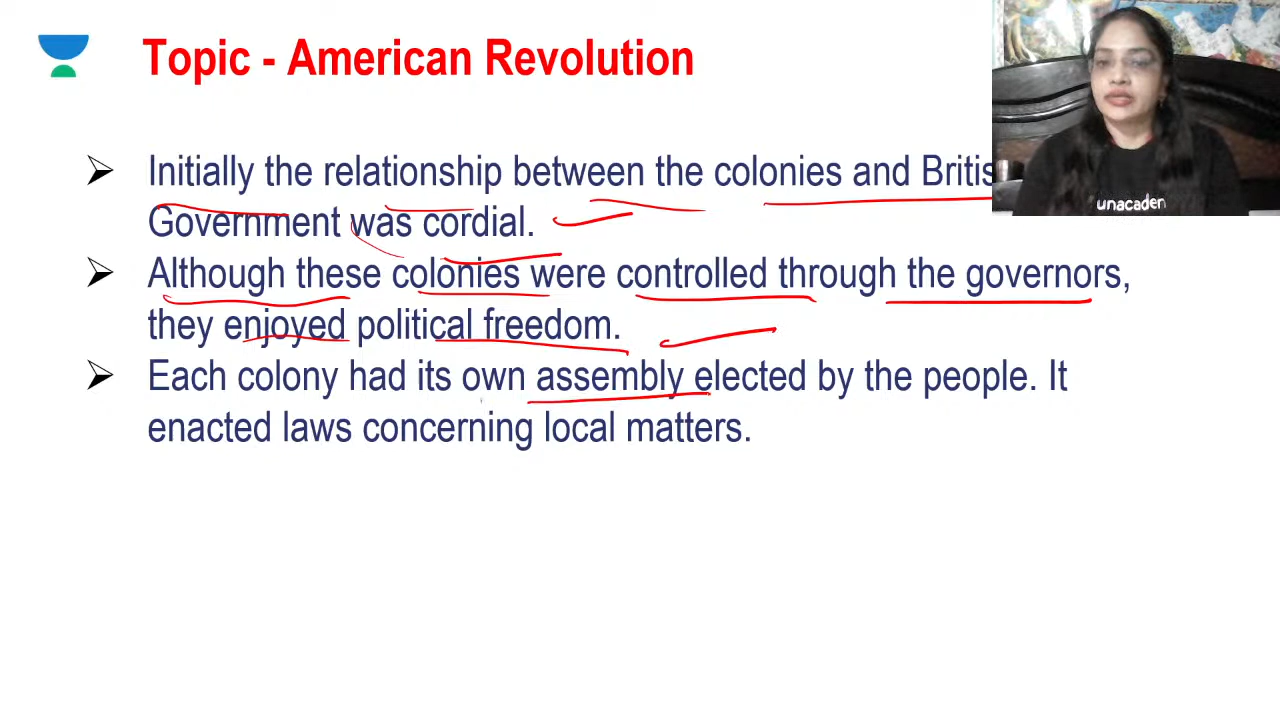 Topic - American Revolution
➢ Initially the relationship between the colonies and Britis
Government was cordial.
➢ Although these colonies were controlled through the governors,
they enjoyed political freedom.
➢ Each colony had its own assembly elected by the people. It
enacted laws concerning local matters.
unacadem